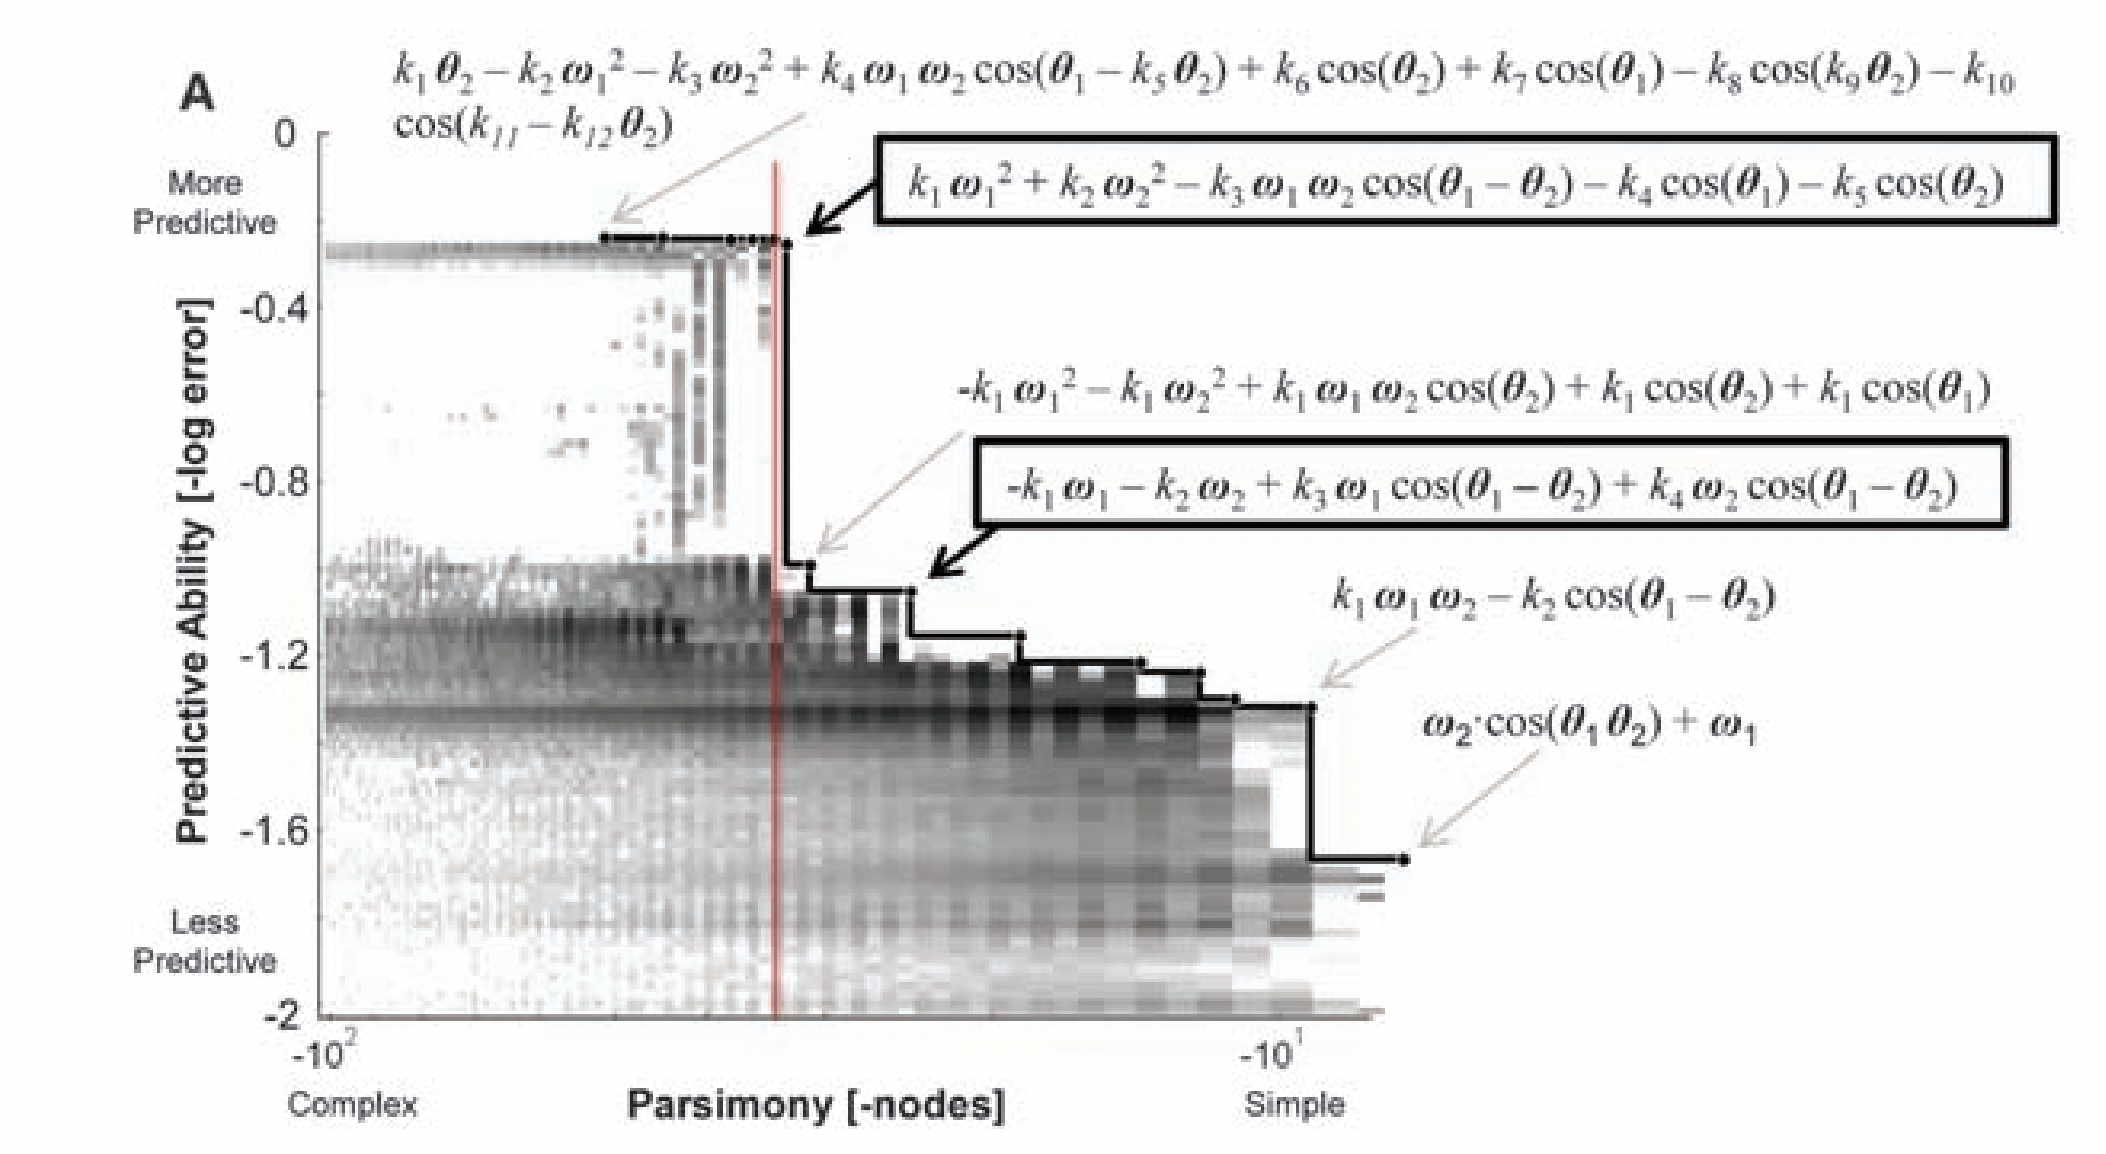 A
k₁ θ₂ − k₂ ω₁² − k₃ ω₂² + k₄ ω₁ ω₂ cos(θ₁ − k₅ θ₂) + k₆ cos(θ₂) + k₇ cos(θ₁) − k₈ cos(k₉ θ₂) − k₁₀
cos(k₁₁ − k₁₂ θ₂)
0
More
Predictive
k₁ ω₁² + k₂ ω₂² − k₃ ω₁ ω₂ cos(θ₁ − θ₂) − k₄ cos(θ₁) − k₅ cos(θ₂)
-0.4
-k₁ ω₁² − k₁ ω₂² + k₁ ω₁ ω₂ cos(θ₂) + k₁ cos(θ₂) + k₁ cos(θ₁)
-0.8
-k₁ ω₁ − k₂ ω₂ + k₃ ω₁ cos(θ₁ − θ₂) + k₄ ω₂ cos(θ₁ − θ₂)
Predictive Ability [-log error]
k₁ ω₁ ω₂ − k₂ cos(θ₁ − θ₂)
-1.2
ω₂·cos(θ₁ θ₂) + ω₁
-1.6
Less
Predictive
-2
-10² -10¹
Complex Parsimony [-nodes] Simple